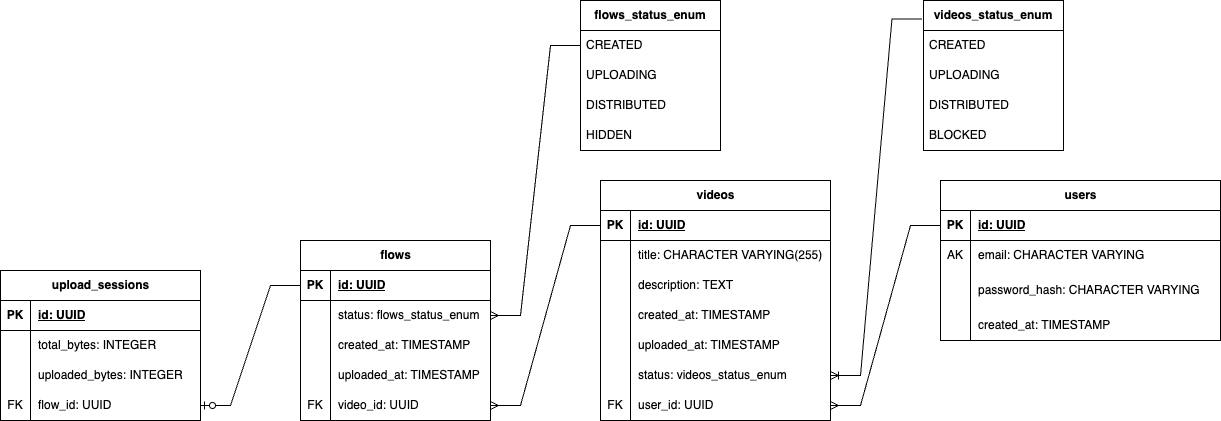 flows_status_enum
CREATED
UPLOADING
DISTRIBUTED
HIDDEN
videos_status_enum
CREATED
UPLOADING
DISTRIBUTED
BLOCKED
upload_sessions
PK id: UUID
total_bytes: INTEGER
uploaded_bytes: INTEGER
FK flow_id: UUID
flows
PK id: UUID
status: flows_status_enum
created_at: TIMESTAMP
uploaded_at: TIMESTAMP
FK video_id: UUID
videos
PK id: UUID
title: CHARACTER VARYING(255)
description: TEXT
created_at: TIMESTAMP
uploaded_at: TIMESTAMP
status: videos_status_enum
FK user_id: UUID
users
PK id: UUID
AK email: CHARACTER VARYING
password_hash: CHARACTER VARYING
created_at: TIMESTAMP